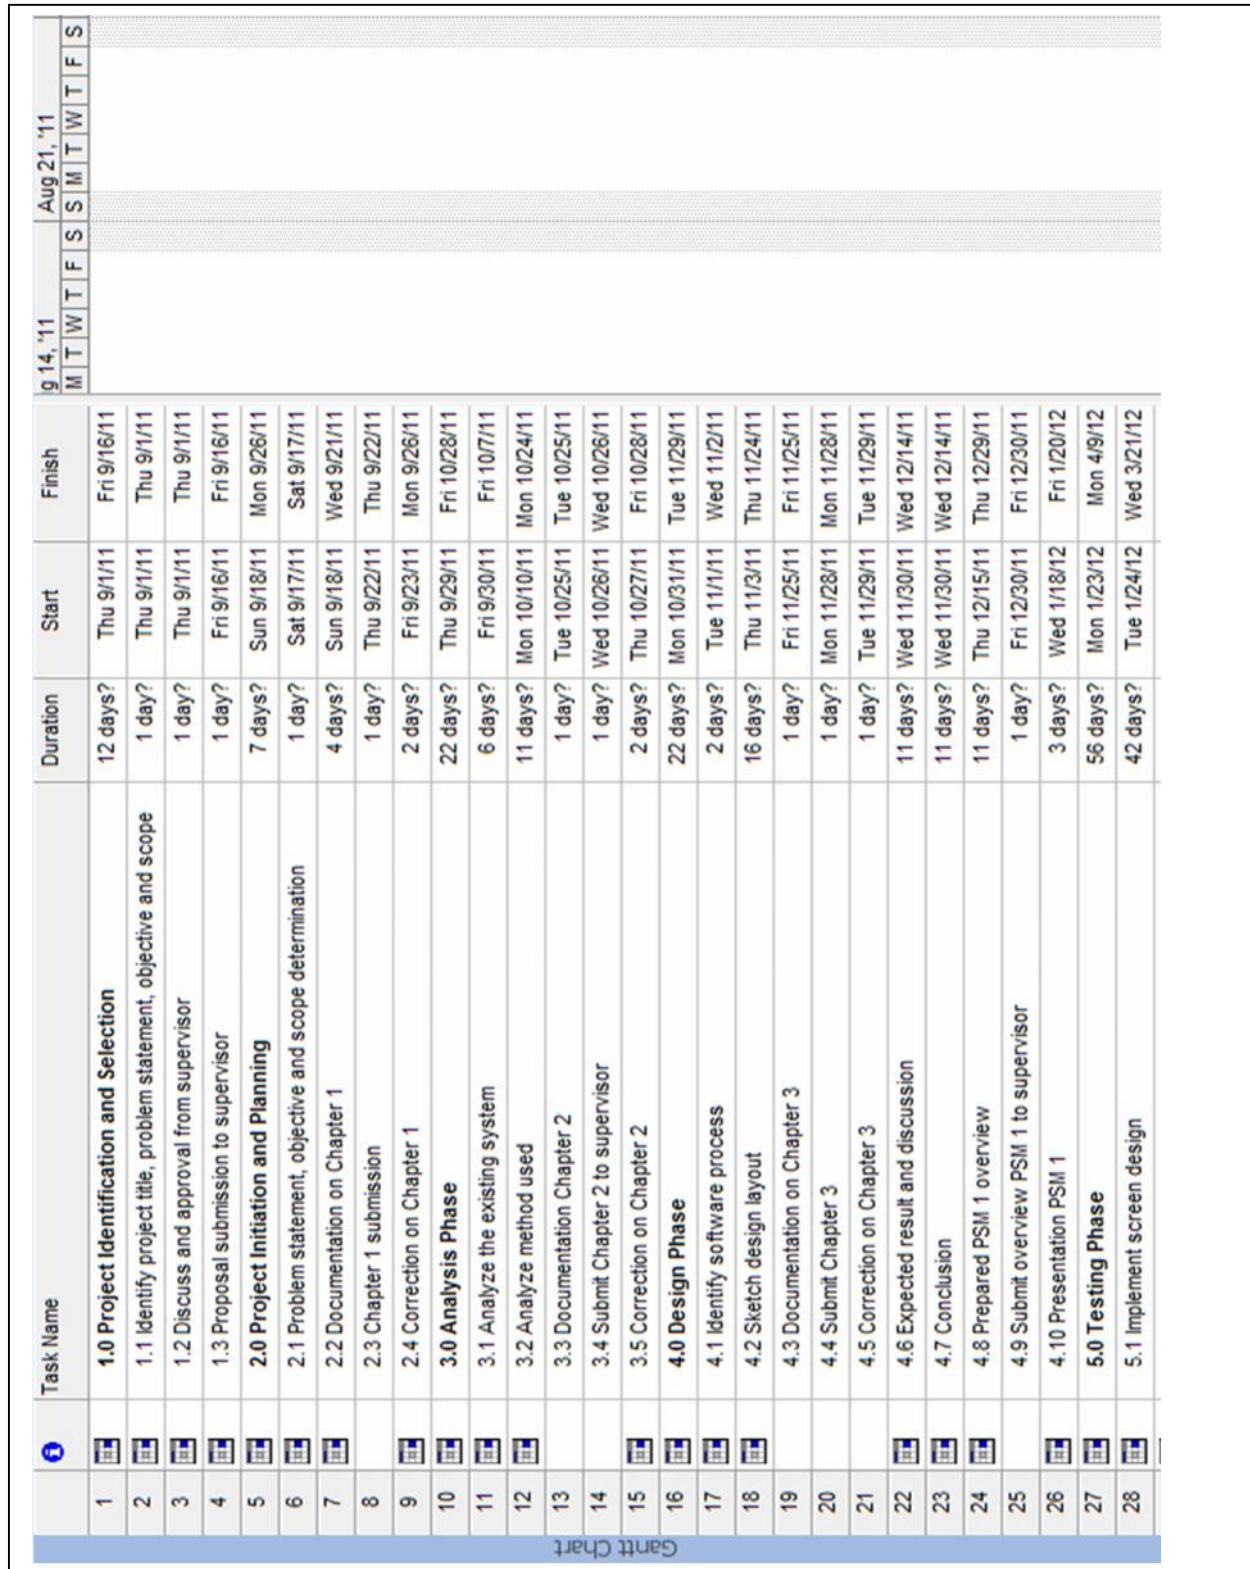 Task Name Duration Start Finish g 14, '11 Aug 21, '11
M T W T F S S M T W T F S
1 1.0 Project Identification and Selection 12 days? Thu 9/1/11 Fri 9/16/11
2 1.1 Identify project title, problem statement, objective and scope 1 day? Thu 9/1/11 Thu 9/1/11
3 1.2 Discuss and approval from supervisor 1 day? Thu 9/1/11 Thu 9/1/11
4 1.3 Proposal submission to supervisor 1 day? Fri 9/16/11 Fri 9/16/11
5 2.0 Project Initiation and Planning 7 days? Sun 9/18/11 Mon 9/26/11
6 2.1 Problem statement, objective and scope determination 1 day? Sat 9/17/11 Sat 9/17/11
7 2.2 Documentation on Chapter 1 4 days? Sun 9/18/11 Wed 9/21/11
8 2.3 Chapter 1 submission 1 day? Thu 9/22/11 Thu 9/22/11
9 2.4 Correction on Chapter 1 2 days? Fri 9/23/11 Mon 9/26/11
10 3.0 Analysis Phase 22 days? Thu 9/29/11 Fri 10/28/11
11 3.1 Analyze the existing system 6 days? Fri 9/30/11 Fri 10/7/11
12 3.2 Analyze method used 11 days? Mon 10/10/11 Mon 10/24/11
13 3.3 Documentation Chapter 2 1 day? Tue 10/25/11 Tue 10/25/11
14 3.4 Submit Chapter 2 to supervisor 1 day? Wed 10/26/11 Wed 10/26/11
15 3.5 Correction on Chapter 2 2 days? Thu 10/27/11 Fri 10/28/11
16 4.0 Design Phase 22 days? Mon 10/31/11 Tue 11/29/11
17 4.1 Identify software process 2 days? Tue 11/1/11 Wed 11/2/11
18 4.2 Sketch design layout 16 days? Thu 11/3/11 Thu 11/24/11
19 4.3 Documentation on Chapter 3 1 day? Fri 11/25/11 Fri 11/25/11
20 4.4 Submit Chapter 3 1 day? Mon 11/28/11 Mon 11/28/11
21 4.5 Correction on Chapter 3 1 day? Tue 11/29/11 Tue 11/29/11
22 4.6 Expected result and discussion 11 days? Wed 11/30/11 Wed 12/14/11
23 4.7 Conclusion 11 days? Wed 11/30/11 Wed 12/14/11
24 4.8 Prepared PSM 1 overview 11 days? Thu 12/15/11 Thu 12/29/11
25 4.9 Submit overview PSM 1 to supervisor 1 day? Fri 12/30/11 Fri 12/30/11
26 4.10 Presentation PSM 1 3 days? Wed 1/18/12 Fri 1/20/12
27 5.0 Testing Phase 56 days? Mon 1/23/12 Mon 4/9/12
28 5.1 Implement screen design 42 days? Tue 1/24/12 Wed 3/21/12
Gantt Chart